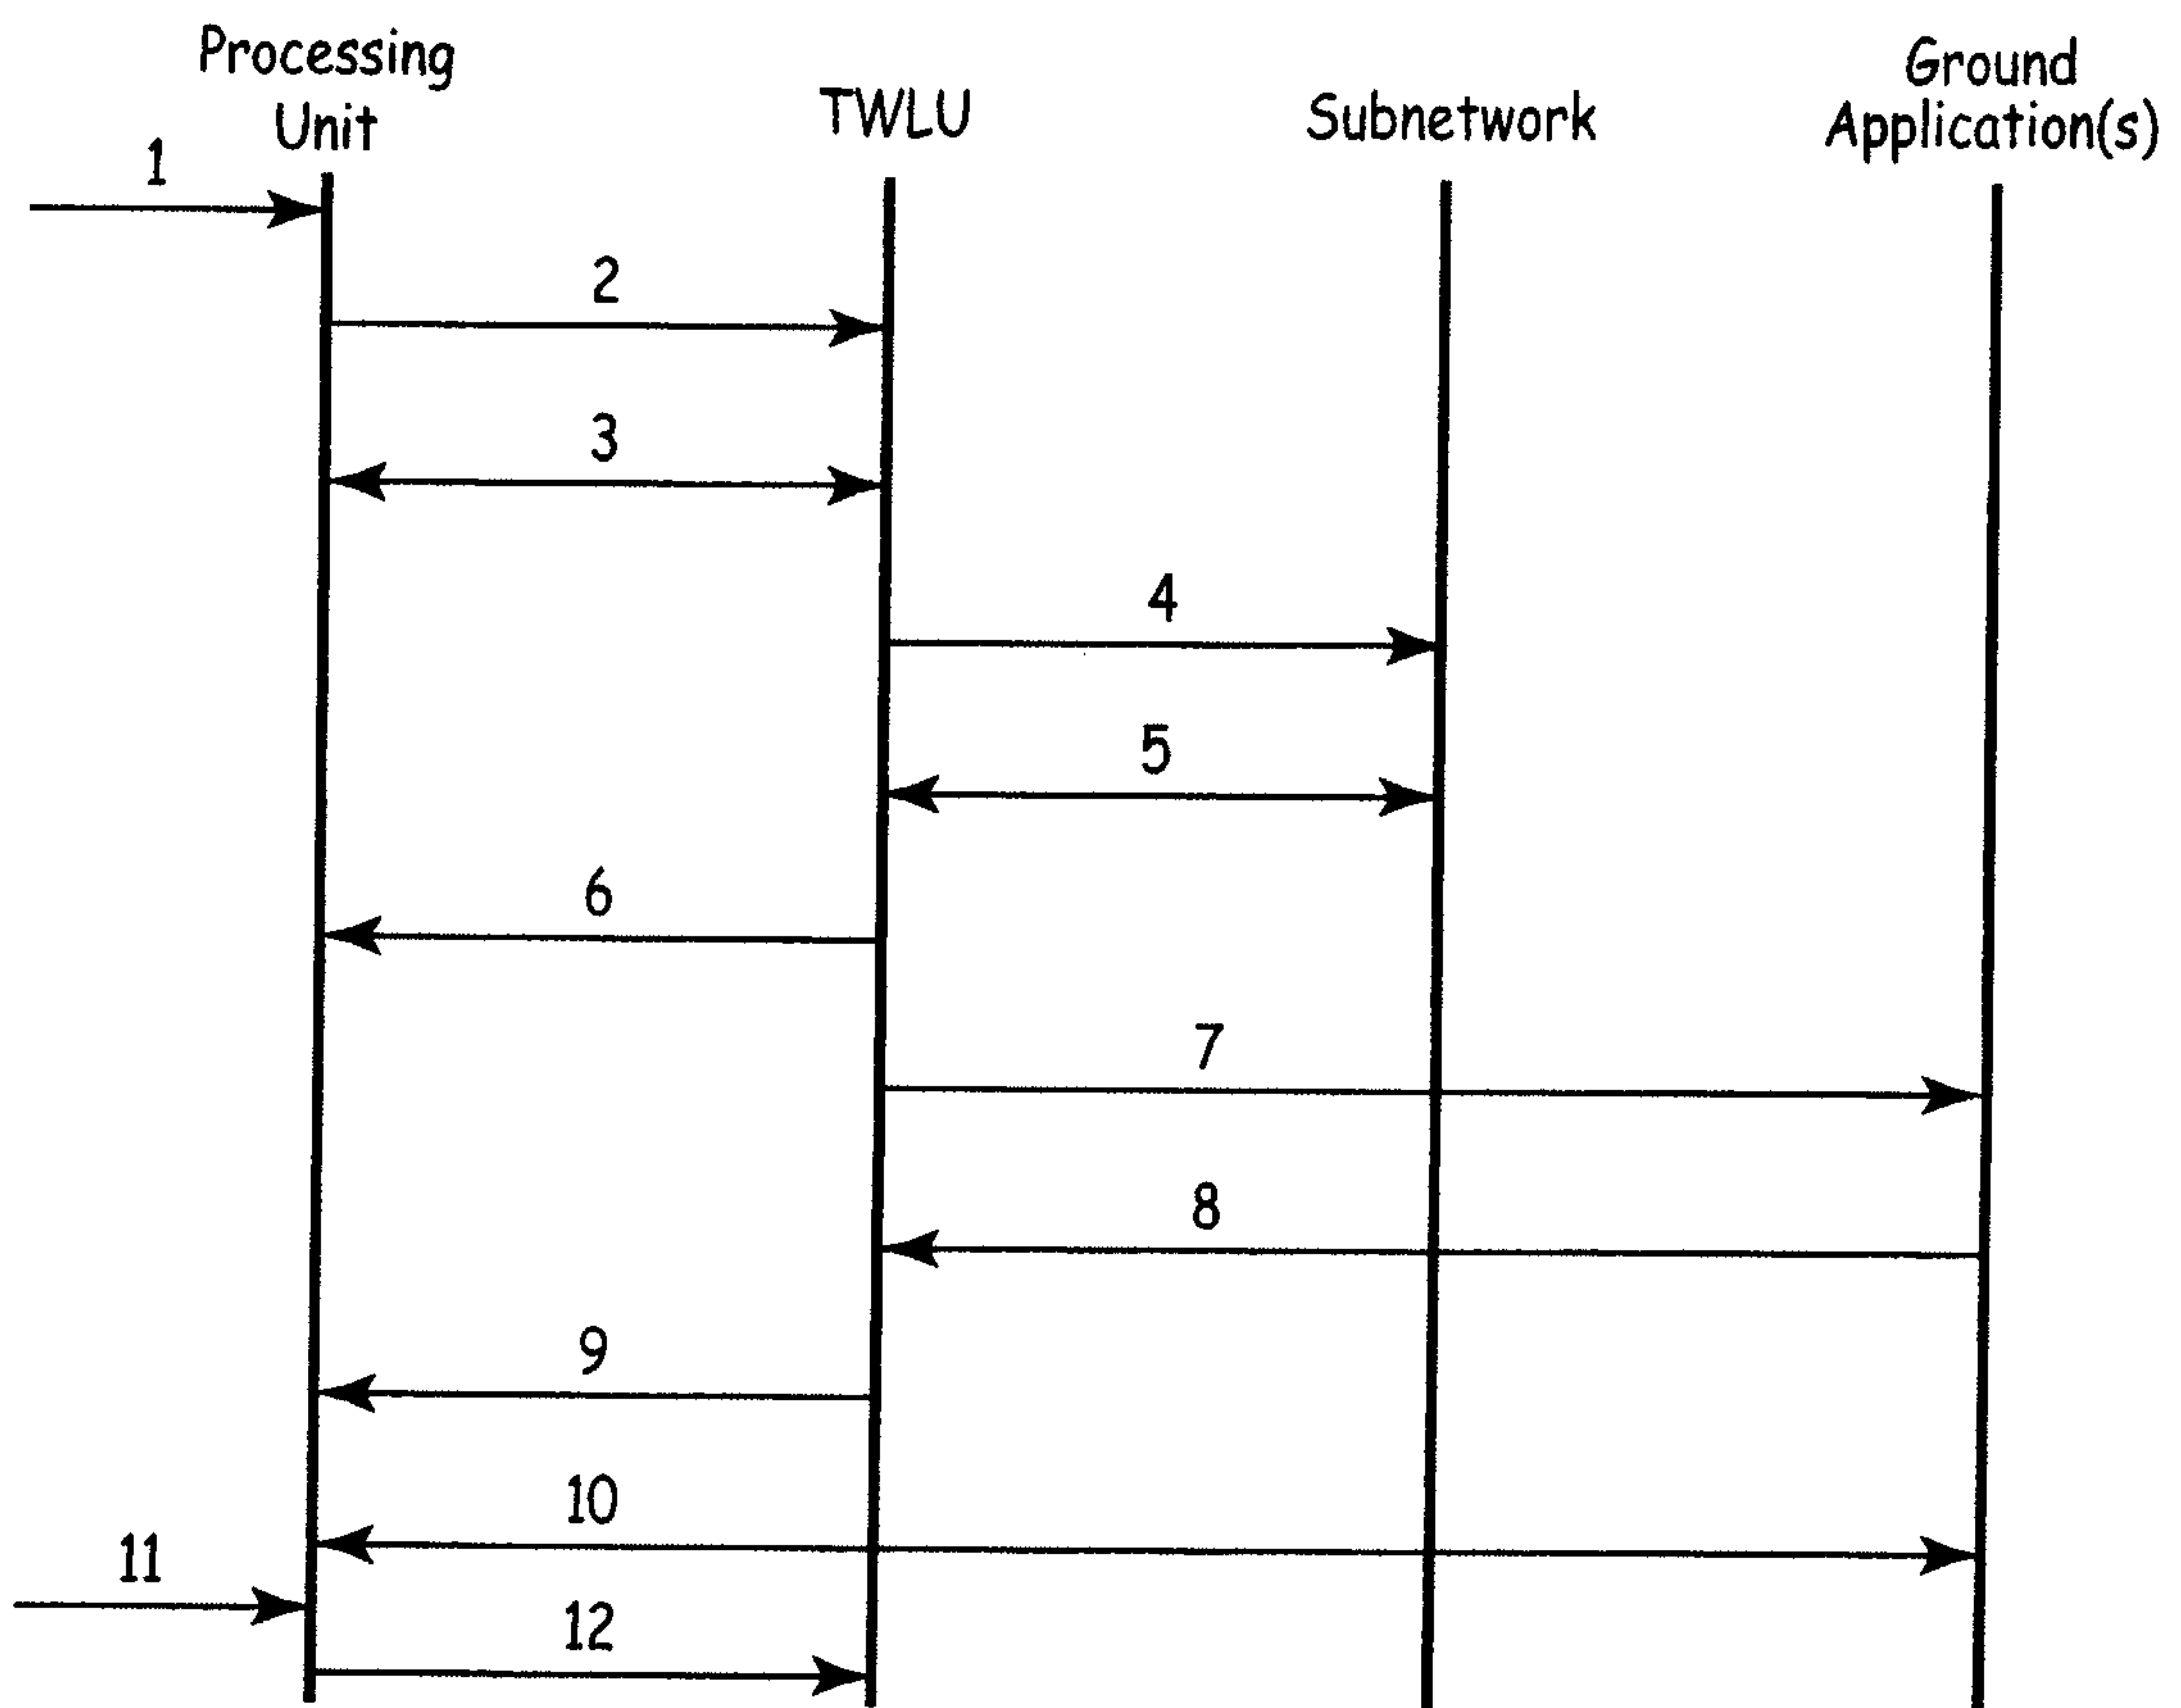 Processing
Unit
TWLU
Subnetwork
Ground
Application(s)
1
2
3
4
5
6
7
8
9
10
11
12